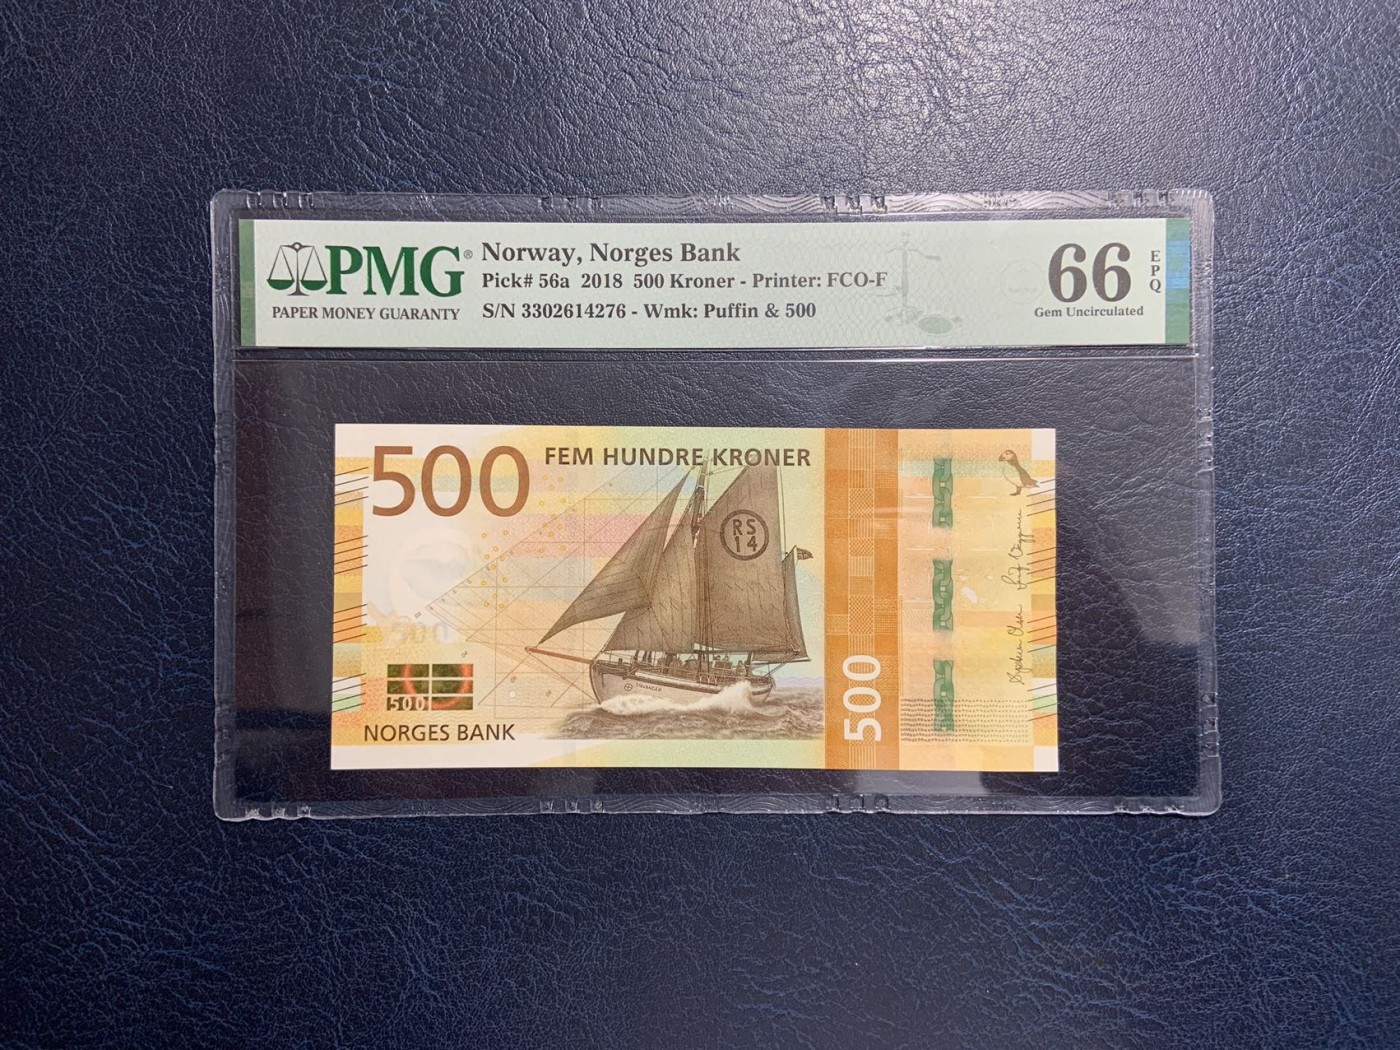 PMG®
PAPER MONEY GUARANTY
Norway, Norges Bank
Pick# 56a 2018 500 Kroner - Printer: FCO-F
S/N 3302614276 - Wmk: Puffin & 500
66
EPQ
Gem Uncirculated
500
FEM HUNDRE KRONER
RS
14
500
NORGES BANK
500